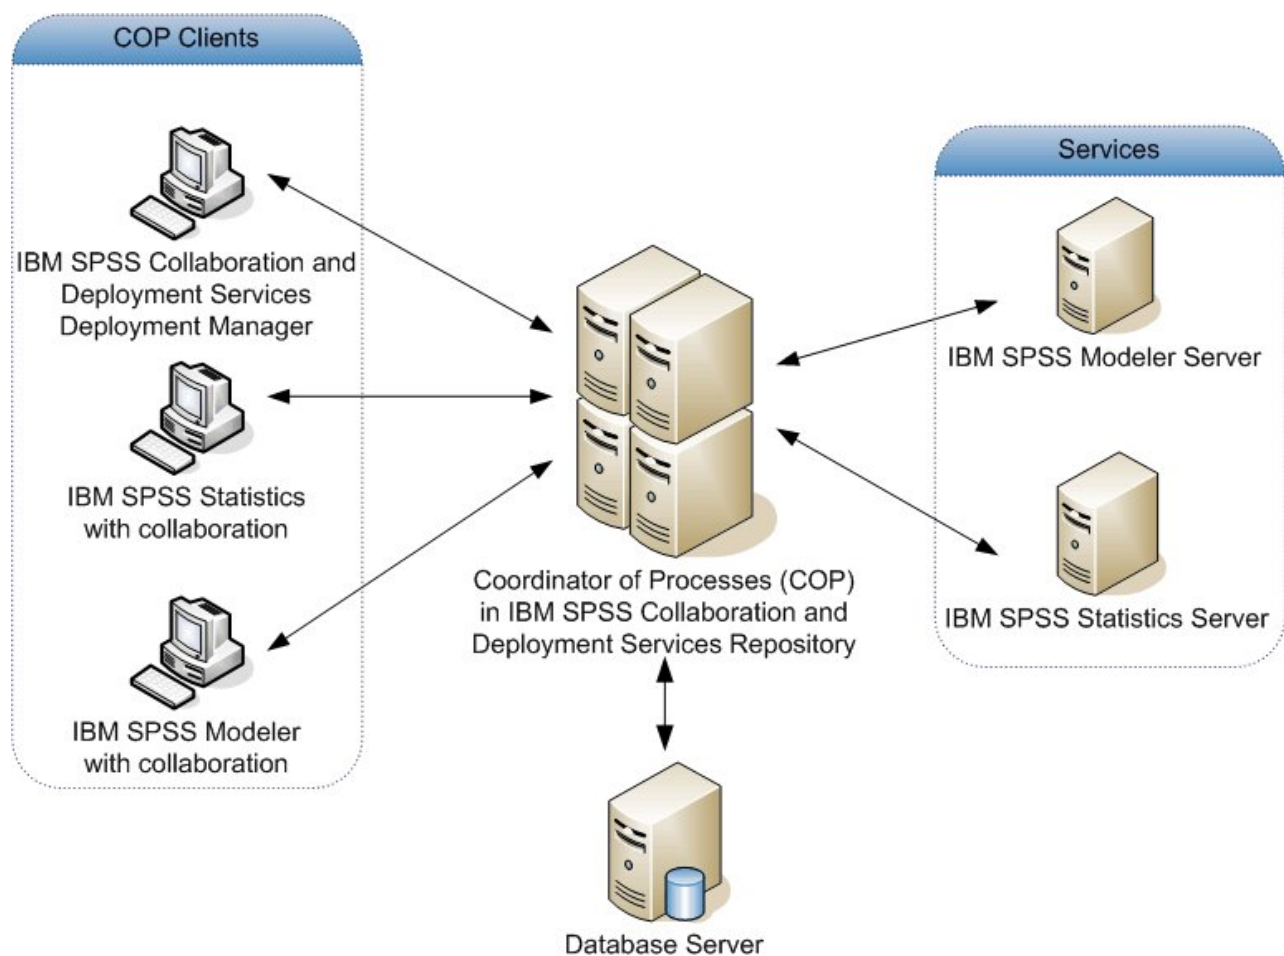 COP Clients
IBM SPSS Collaboration and
Deployment Services
Deployment Manager
IBM SPSS Statistics
with collaboration
IBM SPSS Modeler
with collaboration
Coordinator of Processes (COP)
in IBM SPSS Collaboration and
Deployment Services Repository
Database Server
Services
IBM SPSS Modeler Server
IBM SPSS Statistics Server